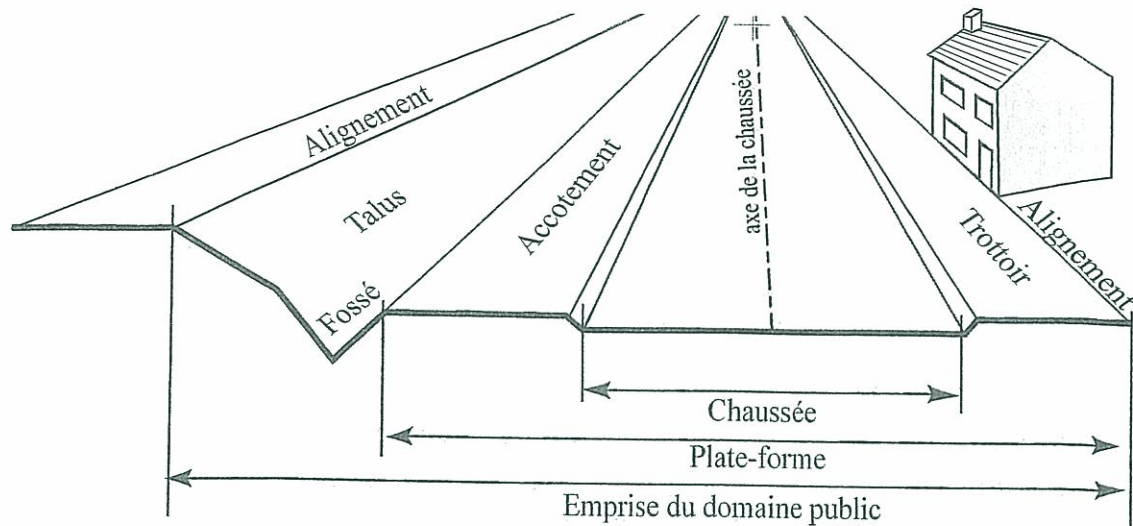 Alignement
Talus
Fossé
Accotement
axe de la chaussée
Trottoir
Alignement
Chaussée
Plate-forme
Emprise du domaine public